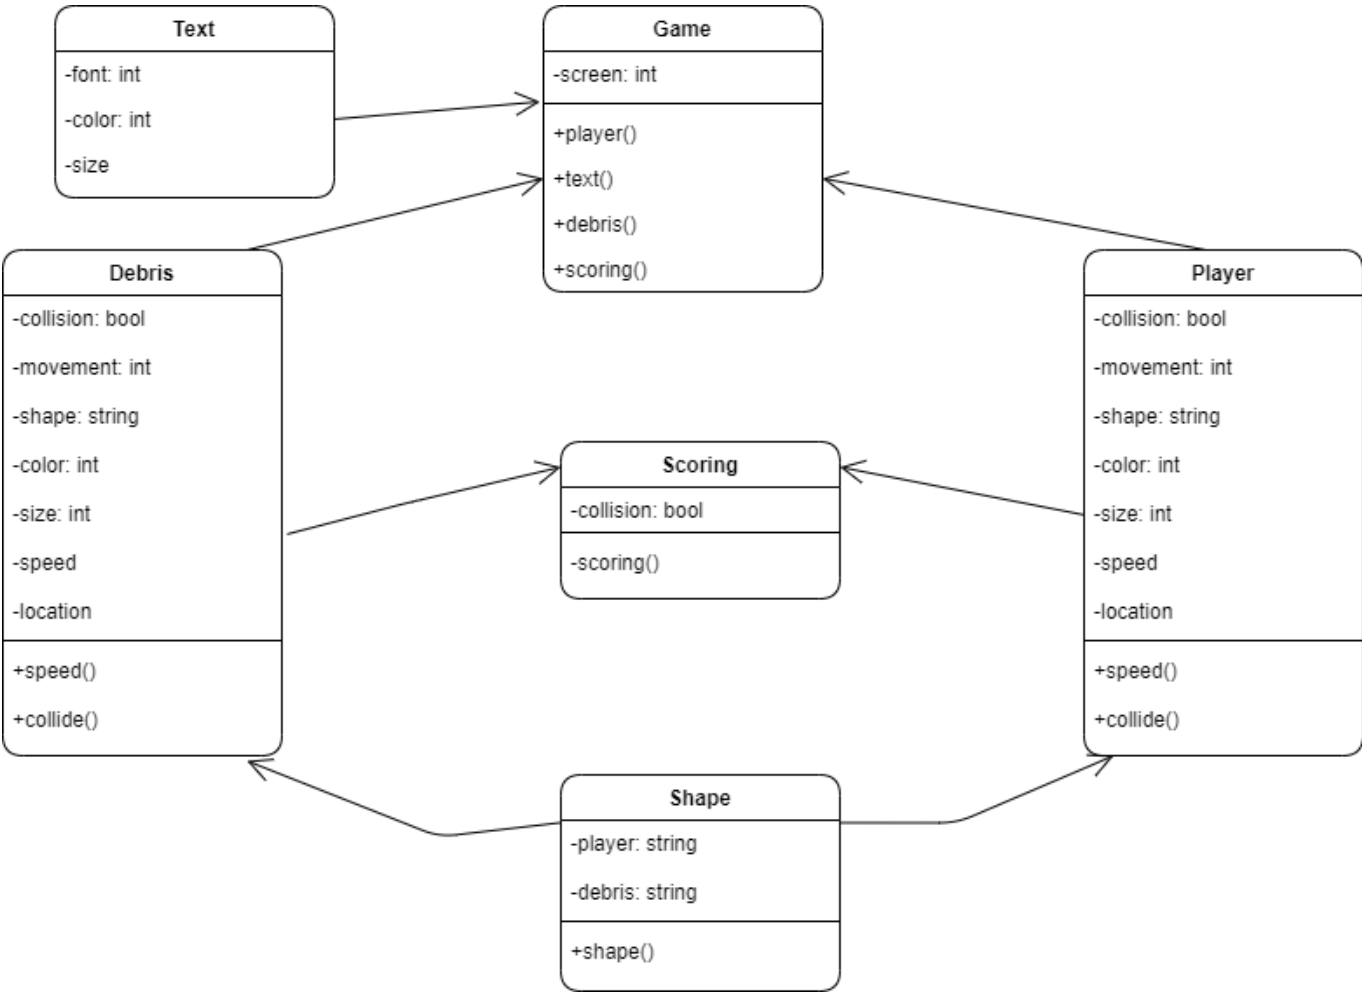 Text
-font: int
-color: int
-size
Game
-screen: int
+player()
+text()
+debris()
+scoring()
Debris
-collision: bool
-movement: int
-shape: string
-color: int
-size: int
-speed
-location
+speed()
+collide()
Scoring
-collision: bool
-scoring()
Player
-collision: bool
-movement: int
-shape: string
-color: int
-size: int
-speed
-location
+speed()
+collide()
Shape
-player: string
-debris: string
+shape()